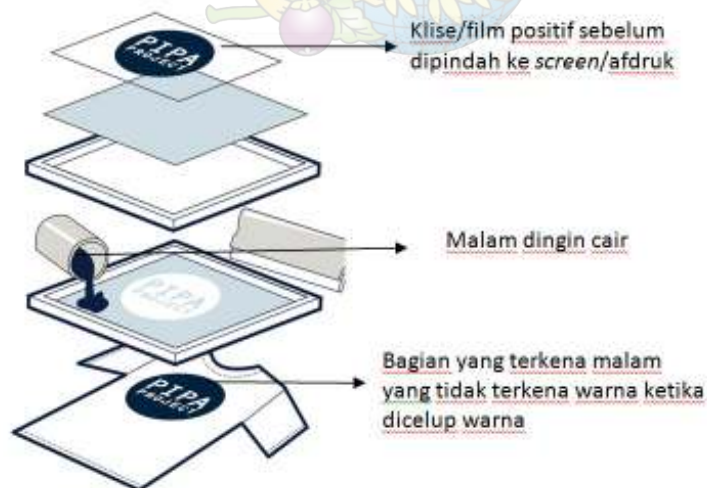 PIPA
PROJECT
Klise/film positif sebelum
dipindah ke screen/afdruk
Malam dingin cair
PIPA
PROJECT
Bagian yang terkena malam
yang tidak terkena warna ketika
dicelup warna
PIPA
PROJECT